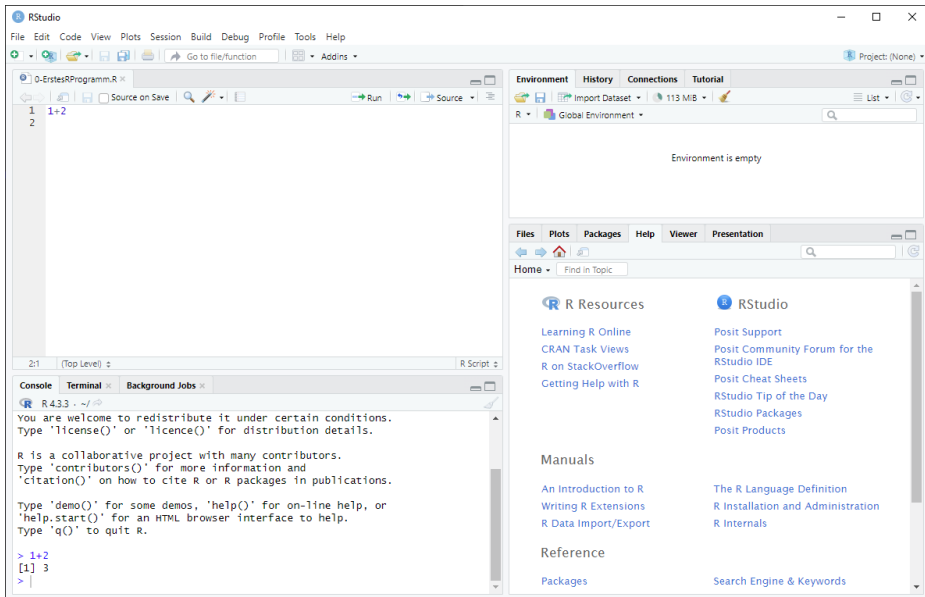 RStudio
File Edit Code View Plots Session Build Debug Profile Tools Help
Go to file/function Addins Project: (None)
0-ErstesRProgramm.R
Source on Save Run Source
1 1+2
2
2:1 (Top Level) R Script
Console Terminal Background Jobs
R 4.3.3 · ~/
You are welcome to redistribute it under certain conditions.
Type 'license()' or 'licence()' for distribution details.
R is a collaborative project with many contributors.
Type 'contributors()' for more information and
'citation()' on how to cite R or R packages in publications.
Type 'demo()' for some demos, 'help()' for on-line help, or
'help.start()' for an HTML browser interface to help.
Type 'q()' to quit R.
> 1+2
[1] 3
>
Environment History Connections Tutorial
Import Dataset 113 MiB List
R Global Environment
Environment is empty
Files Plots Packages Help Viewer Presentation
Home Find in Topic
R Resources
Learning R Online
CRAN Task Views
R on StackOverflow
Getting Help with R
RStudio
Posit Support
Posit Community Forum for the
RStudio IDE
Posit Cheat Sheets
RStudio Tip of the Day
RStudio Packages
Posit Products
Manuals
An Introduction to R
Writing R Extensions
R Data Import/Export
The R Language Definition
R Installation and Administration
R Internals
Reference
Packages
Search Engine & Keywords